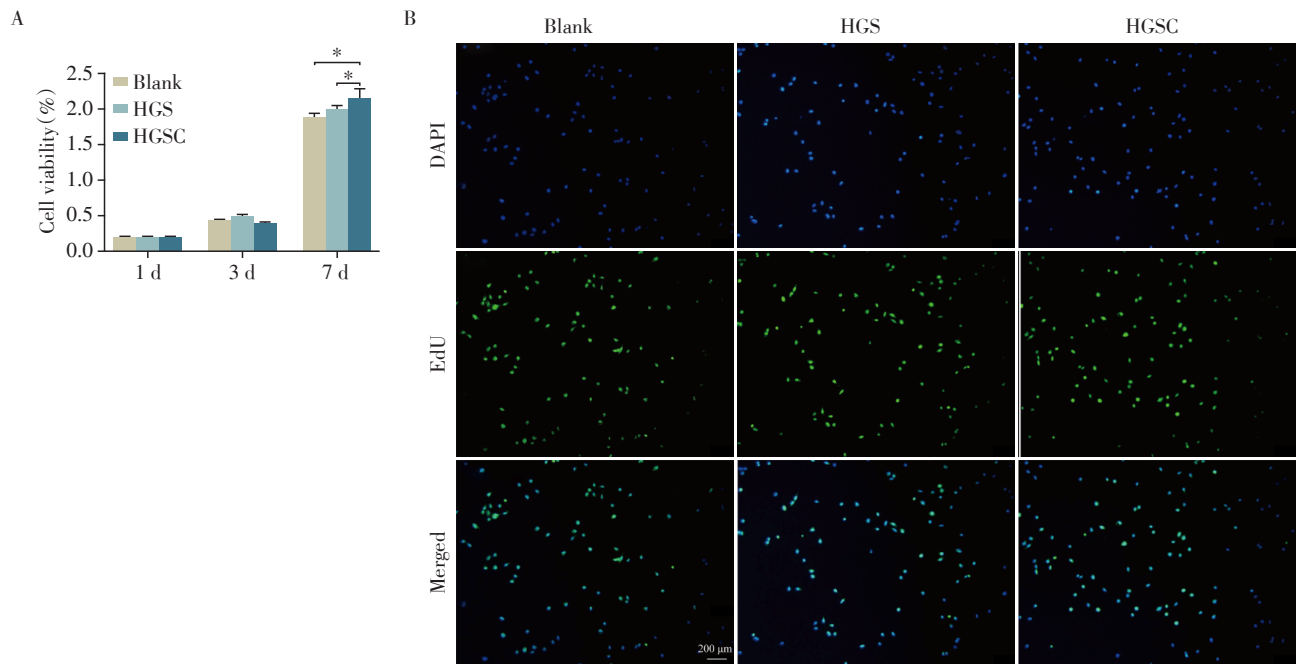 A
Cell viability(%)
2.5
2.0
1.5
1.0
0.5
0.0
Blank
HGS
HGSC
*
*
1 d
3 d
7 d
B
Blank
HGS
HGSC
DAPI
EdU
Merged
200 μm